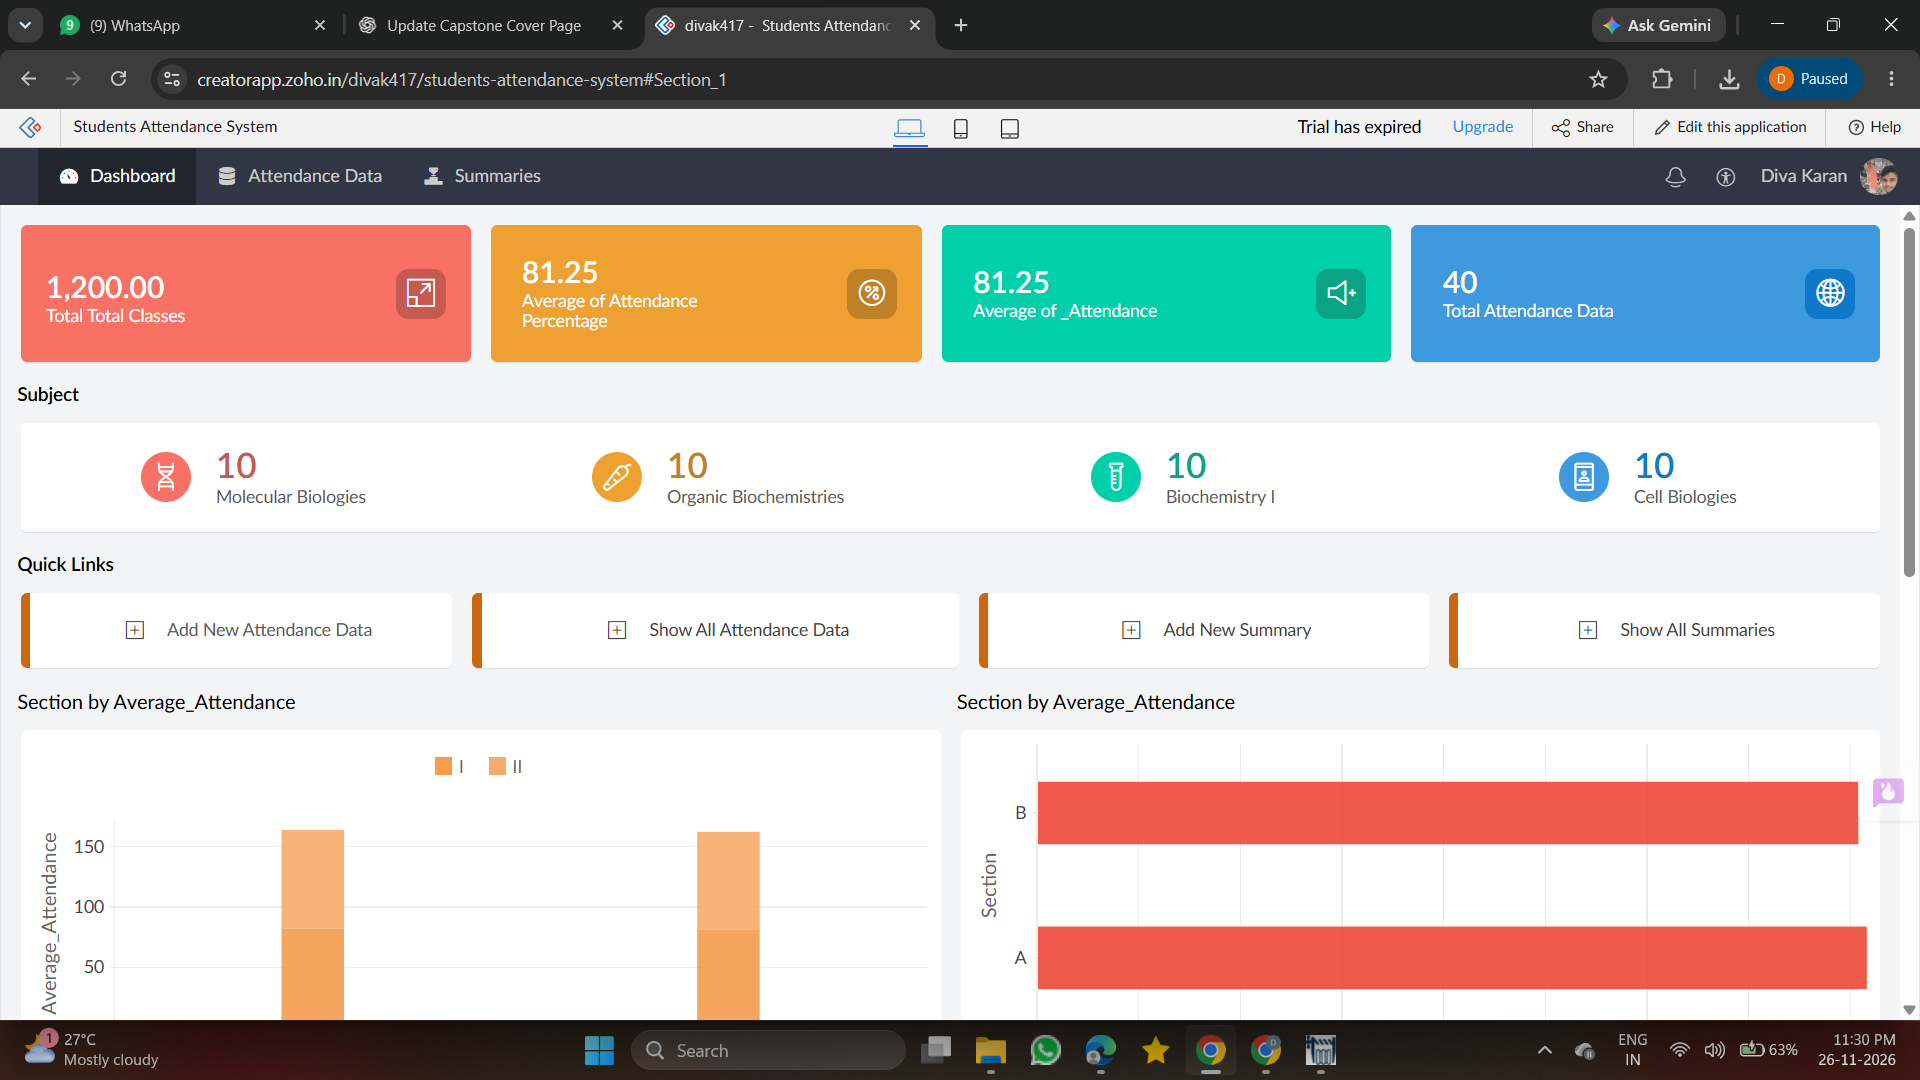 9
(9) WhatsApp
Update Capstone Cover Page
divak417 - Students Attendanc
Ask Gemini
creatorapp.zoho.in/divak417/students-attendance-system#Section_1
D
Paused
Students Attendance System
Trial has expired
Upgrade
Share
Edit this application
Help
Dashboard
Attendance Data
Summaries
Diva Karan
1,200.00
Total Total Classes
81.25
Average of Attendance
Percentage
81.25
Average of _Attendance
40
Total Attendance Data
Subject
10
Molecular Biologies
10
Organic Biochemistries
10
Biochemistry I
10
Cell Biologies
Quick Links
Add New Attendance Data
Show All Attendance Data
Add New Summary
Show All Summaries
Section by Average_Attendance
I
II
Average_Attendance
150
100
50
Section by Average_Attendance
Section
B
A
1
27°C
Mostly cloudy
Search
D
ENG
IN
63%
11:30 PM
26-11-2026